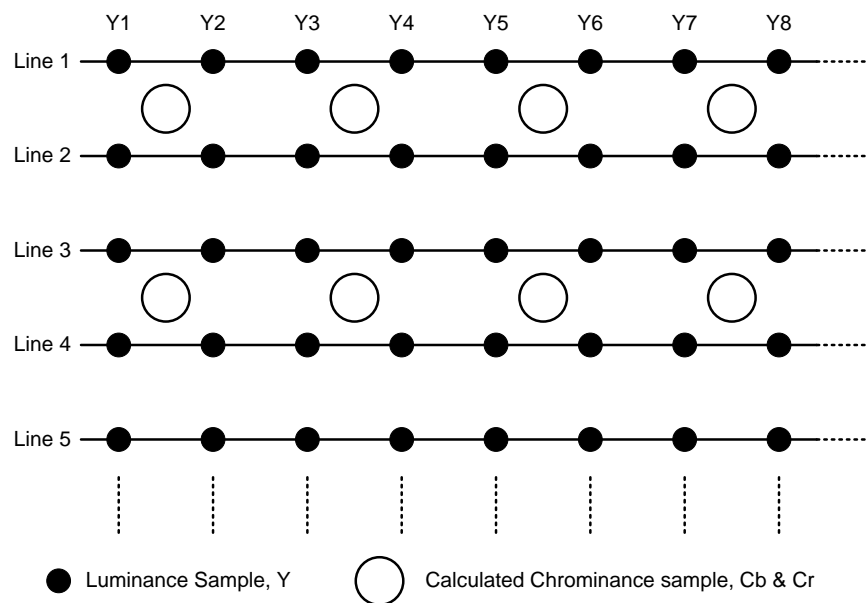 Y1 Y2 Y3 Y4 Y5 Y6 Y7 Y8
Line 1
Line 2
Line 3
Line 4
Line 5
Luminance Sample, Y
Calculated Chrominance sample, Cb & Cr